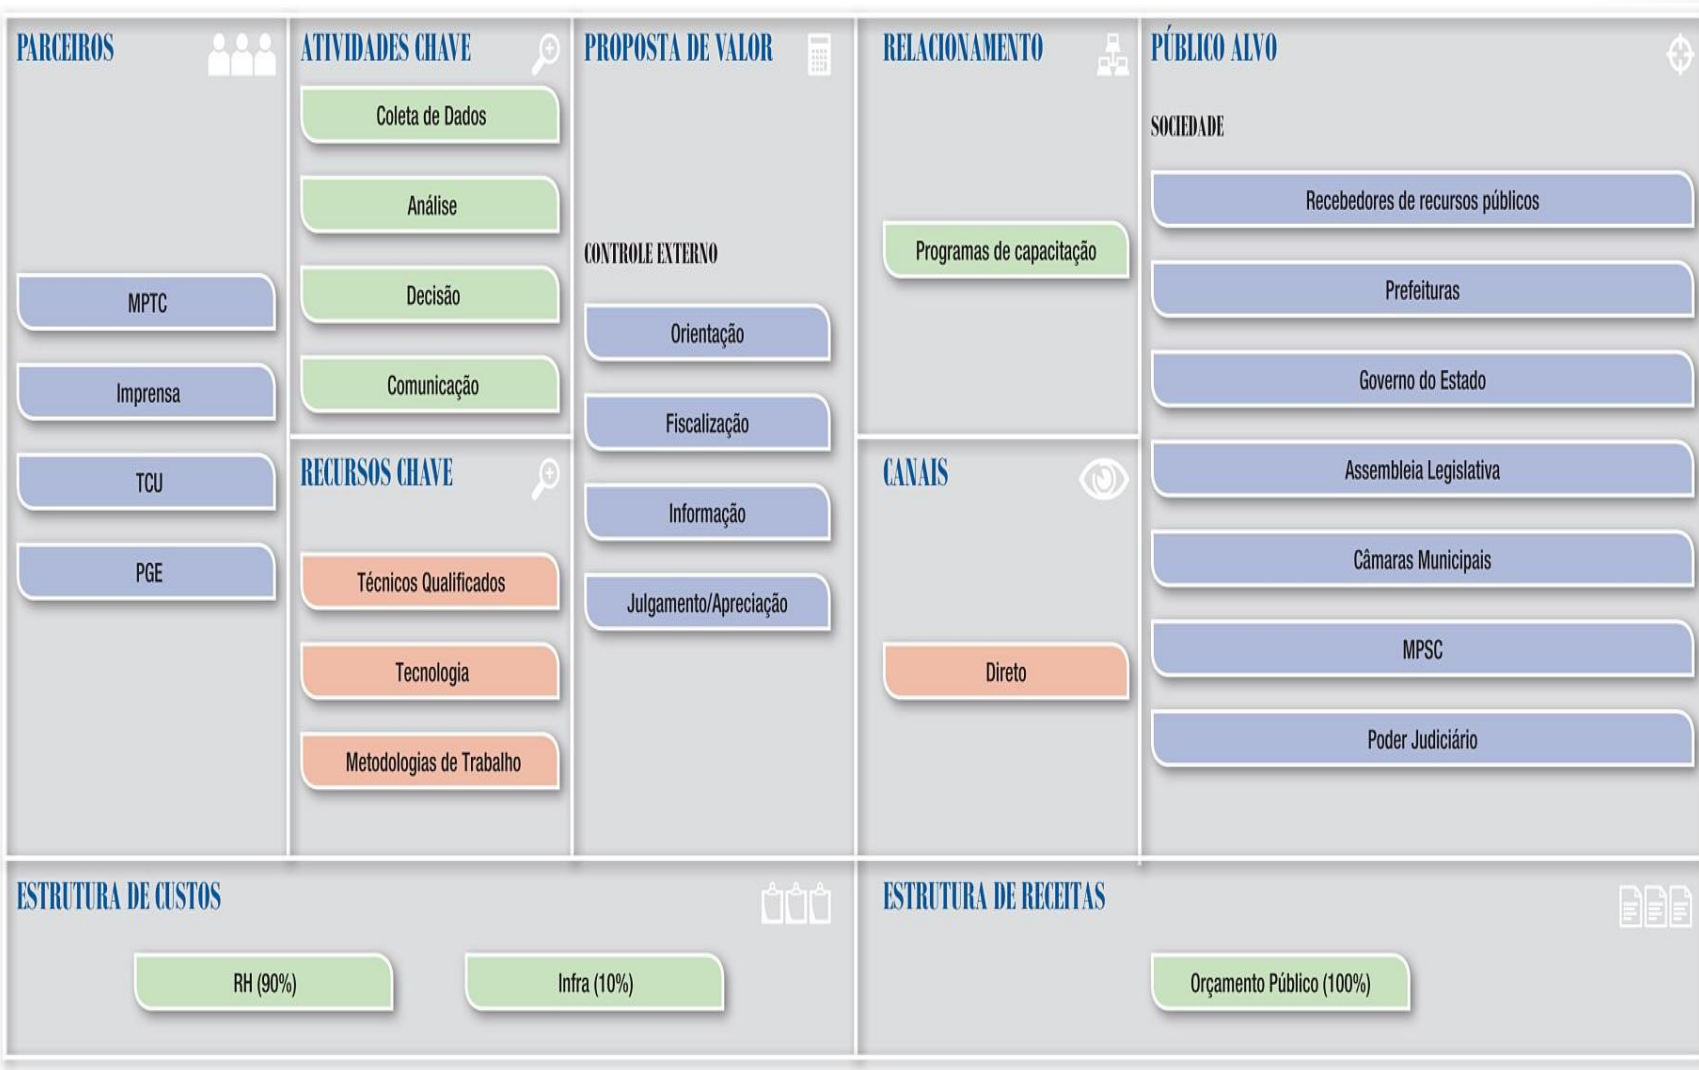 PARCEIROS
MPTC
Imprensa
TCU
PGE
ATIVIDADES CHAVE
Coleta de Dados
Análise
Decisão
Comunicação
RECURSOS CHAVE
Técnicos Qualificados
Tecnologia
Metodologias de Trabalho
PROPOSTA DE VALOR
CONTROLE EXTERNO
Orientação
Fiscalização
Informação
Julgamento/Apreciação
RELACIONAMENTO
Programas de capacitação
CANAIS
Direto
PÚBLICO ALVO
SOCIEDADE
Recebedores de recursos públicos
Prefeituras
Governo do Estado
Assembleia Legislativa
Câmaras Municipais
MPSC
Poder Judiciário
ESTRUTURA DE CUSTOS
RH (90%)
Infra (10%)
ESTRUTURA DE RECEITAS
Orçamento Público (100%)